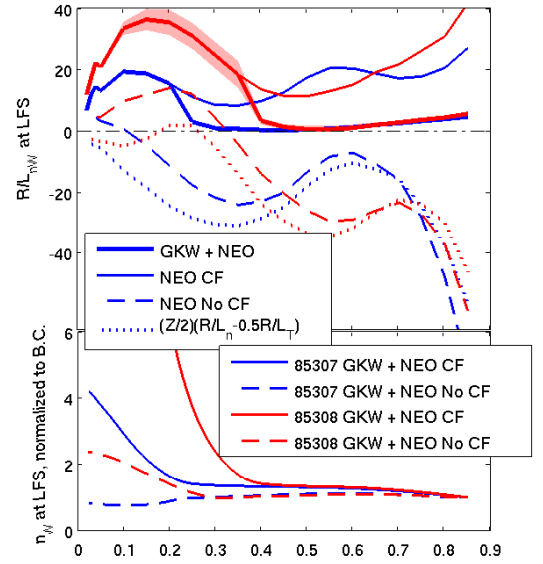 40
20
0
-20
-40
R/L_nW at LFS
GKW + NEO
NEO CF
NEO No CF
(Z/2)(R/L_n-0.5R/L_T)
6
4
2
0
n_W at LFS, normalized to B.C.
85307 GKW + NEO CF
85307 GKW + NEO No CF
85308 GKW + NEO CF
85308 GKW + NEO No CF
0 0.1 0.2 0.3 0.4 0.5 0.6 0.7 0.8 0.9